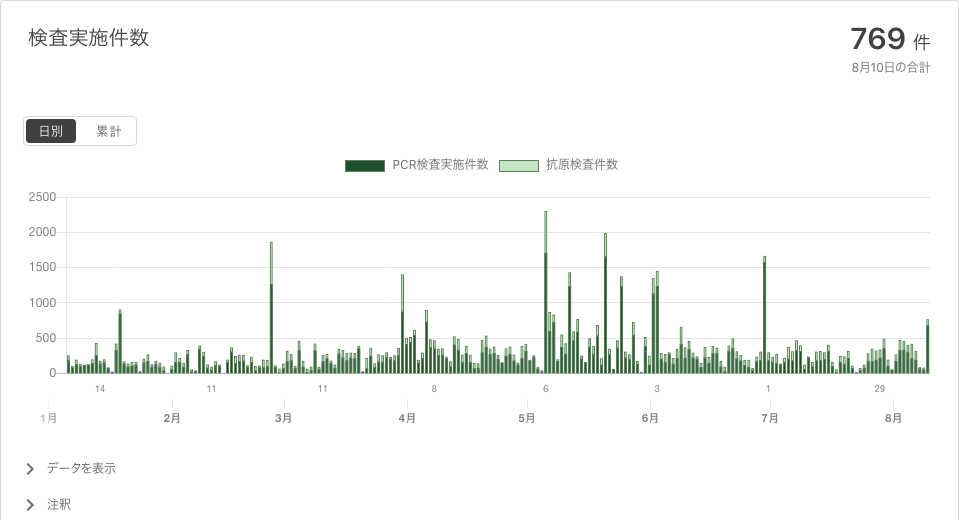 検査実施件数
769 件
8月10日の合計
日別 累計
PCR検査実施件数 抗原検査件数
2500
2000
1500
1000
500
0
14 11 11 8 6 3 1 29
1月 2月 3月 4月 5月 6月 7月 8月
データを表示
注釈